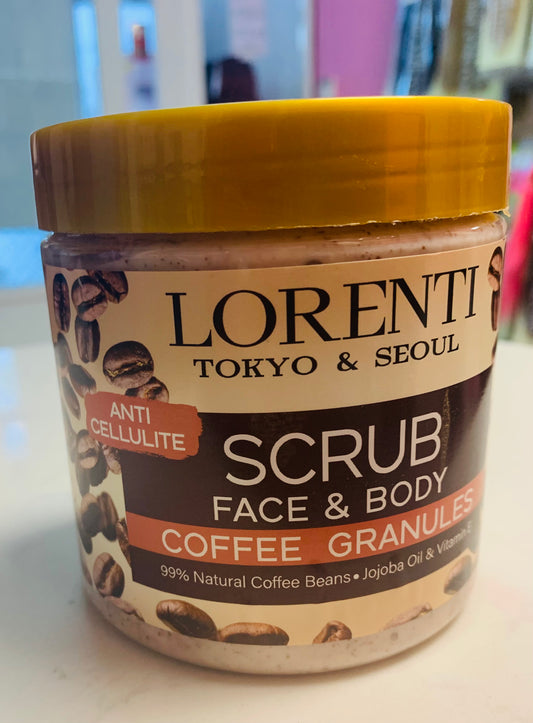 LORENTI
TOKYO & SEOUL
ANTI
CELLULITE
SCRUB
FACE & BODY
COFFEE GRANULES
99% Natural Coffee Beans • Jojoba Oil & Vitamin E